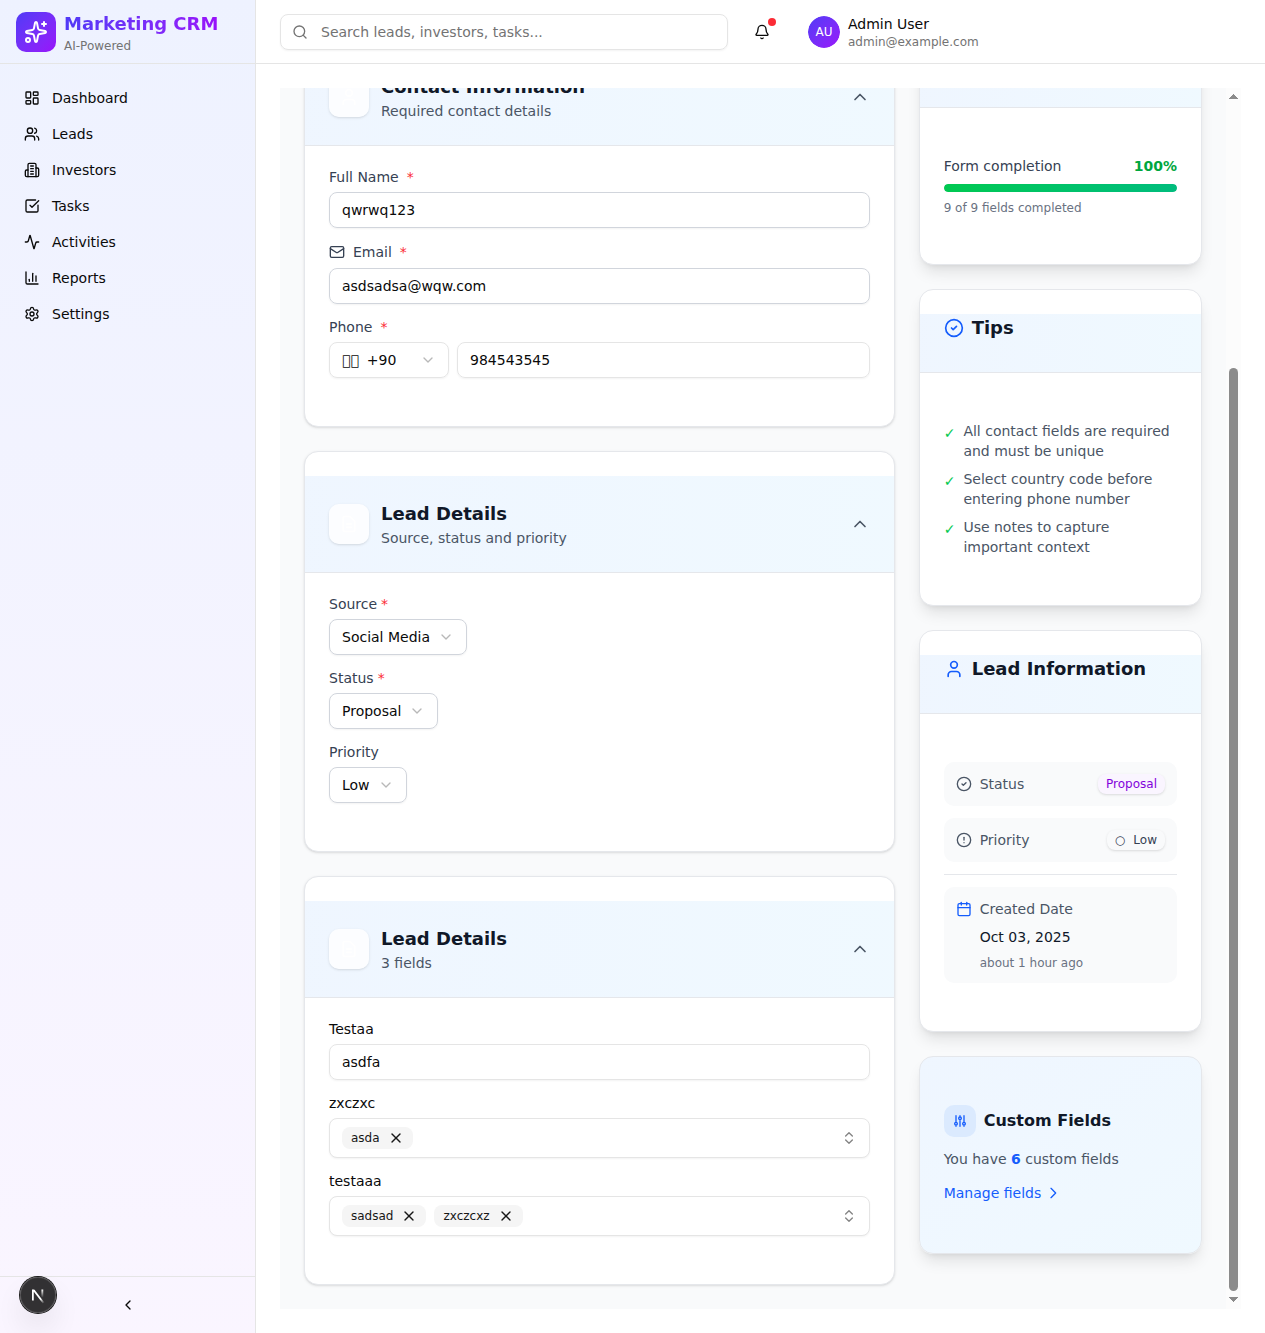 Marketing CRM
AI-Powered
Dashboard
Leads
Investors
Tasks
Activities
Reports
Settings
Search leads, investors, tasks...
AU
Admin User
admin@example.com
Contact Information
Required contact details
Full Name *
qwrwq123
Email *
asdsadsa@wqw.com
Phone *
+90
984543545
Lead Details
Source, status and priority
Source *
Social Media
Status *
Proposal
Priority
Low
Lead Details
3 fields
Testaa
asdfa
zxczxc
asda
testaaa
sadsad zxczcxz
Form completion 100%
9 of 9 fields completed
Tips
✓ All contact fields are required
and must be unique
✓ Select country code before
entering phone number
✓ Use notes to capture
important context
Lead Information
Status Proposal
Priority Low
Created Date
Oct 03, 2025
about 1 hour ago
Custom Fields
You have 6 custom fields
Manage fields
N